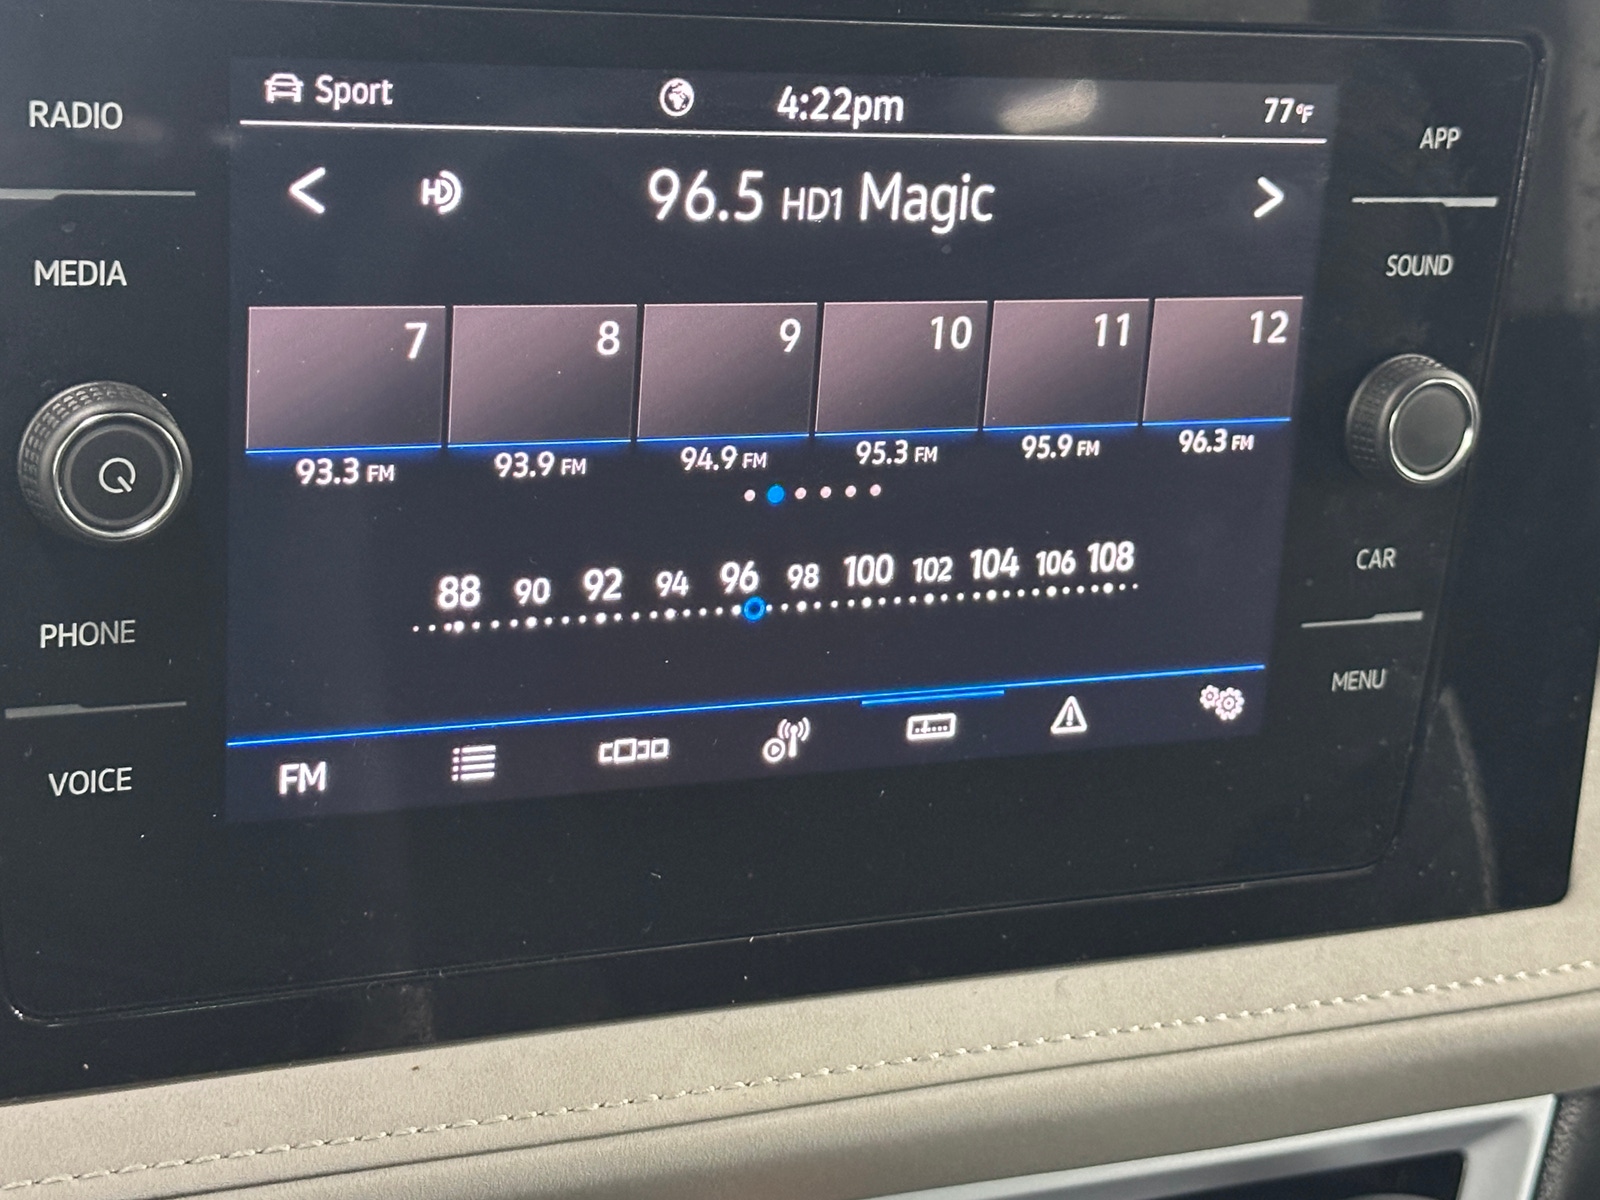 RADIO
MEDIA
PHONE
VOICE
Sport 4:22pm 77°F
HD 96.5 HD1 Magic
7 8 9 10 11 12
93.3 FM 93.9 FM 94.9 FM 95.3 FM 95.9 FM 96.3 FM
88 90 92 94 96 98 100 102 104 106 108
FM
APP
SOUND
CAR
MENU